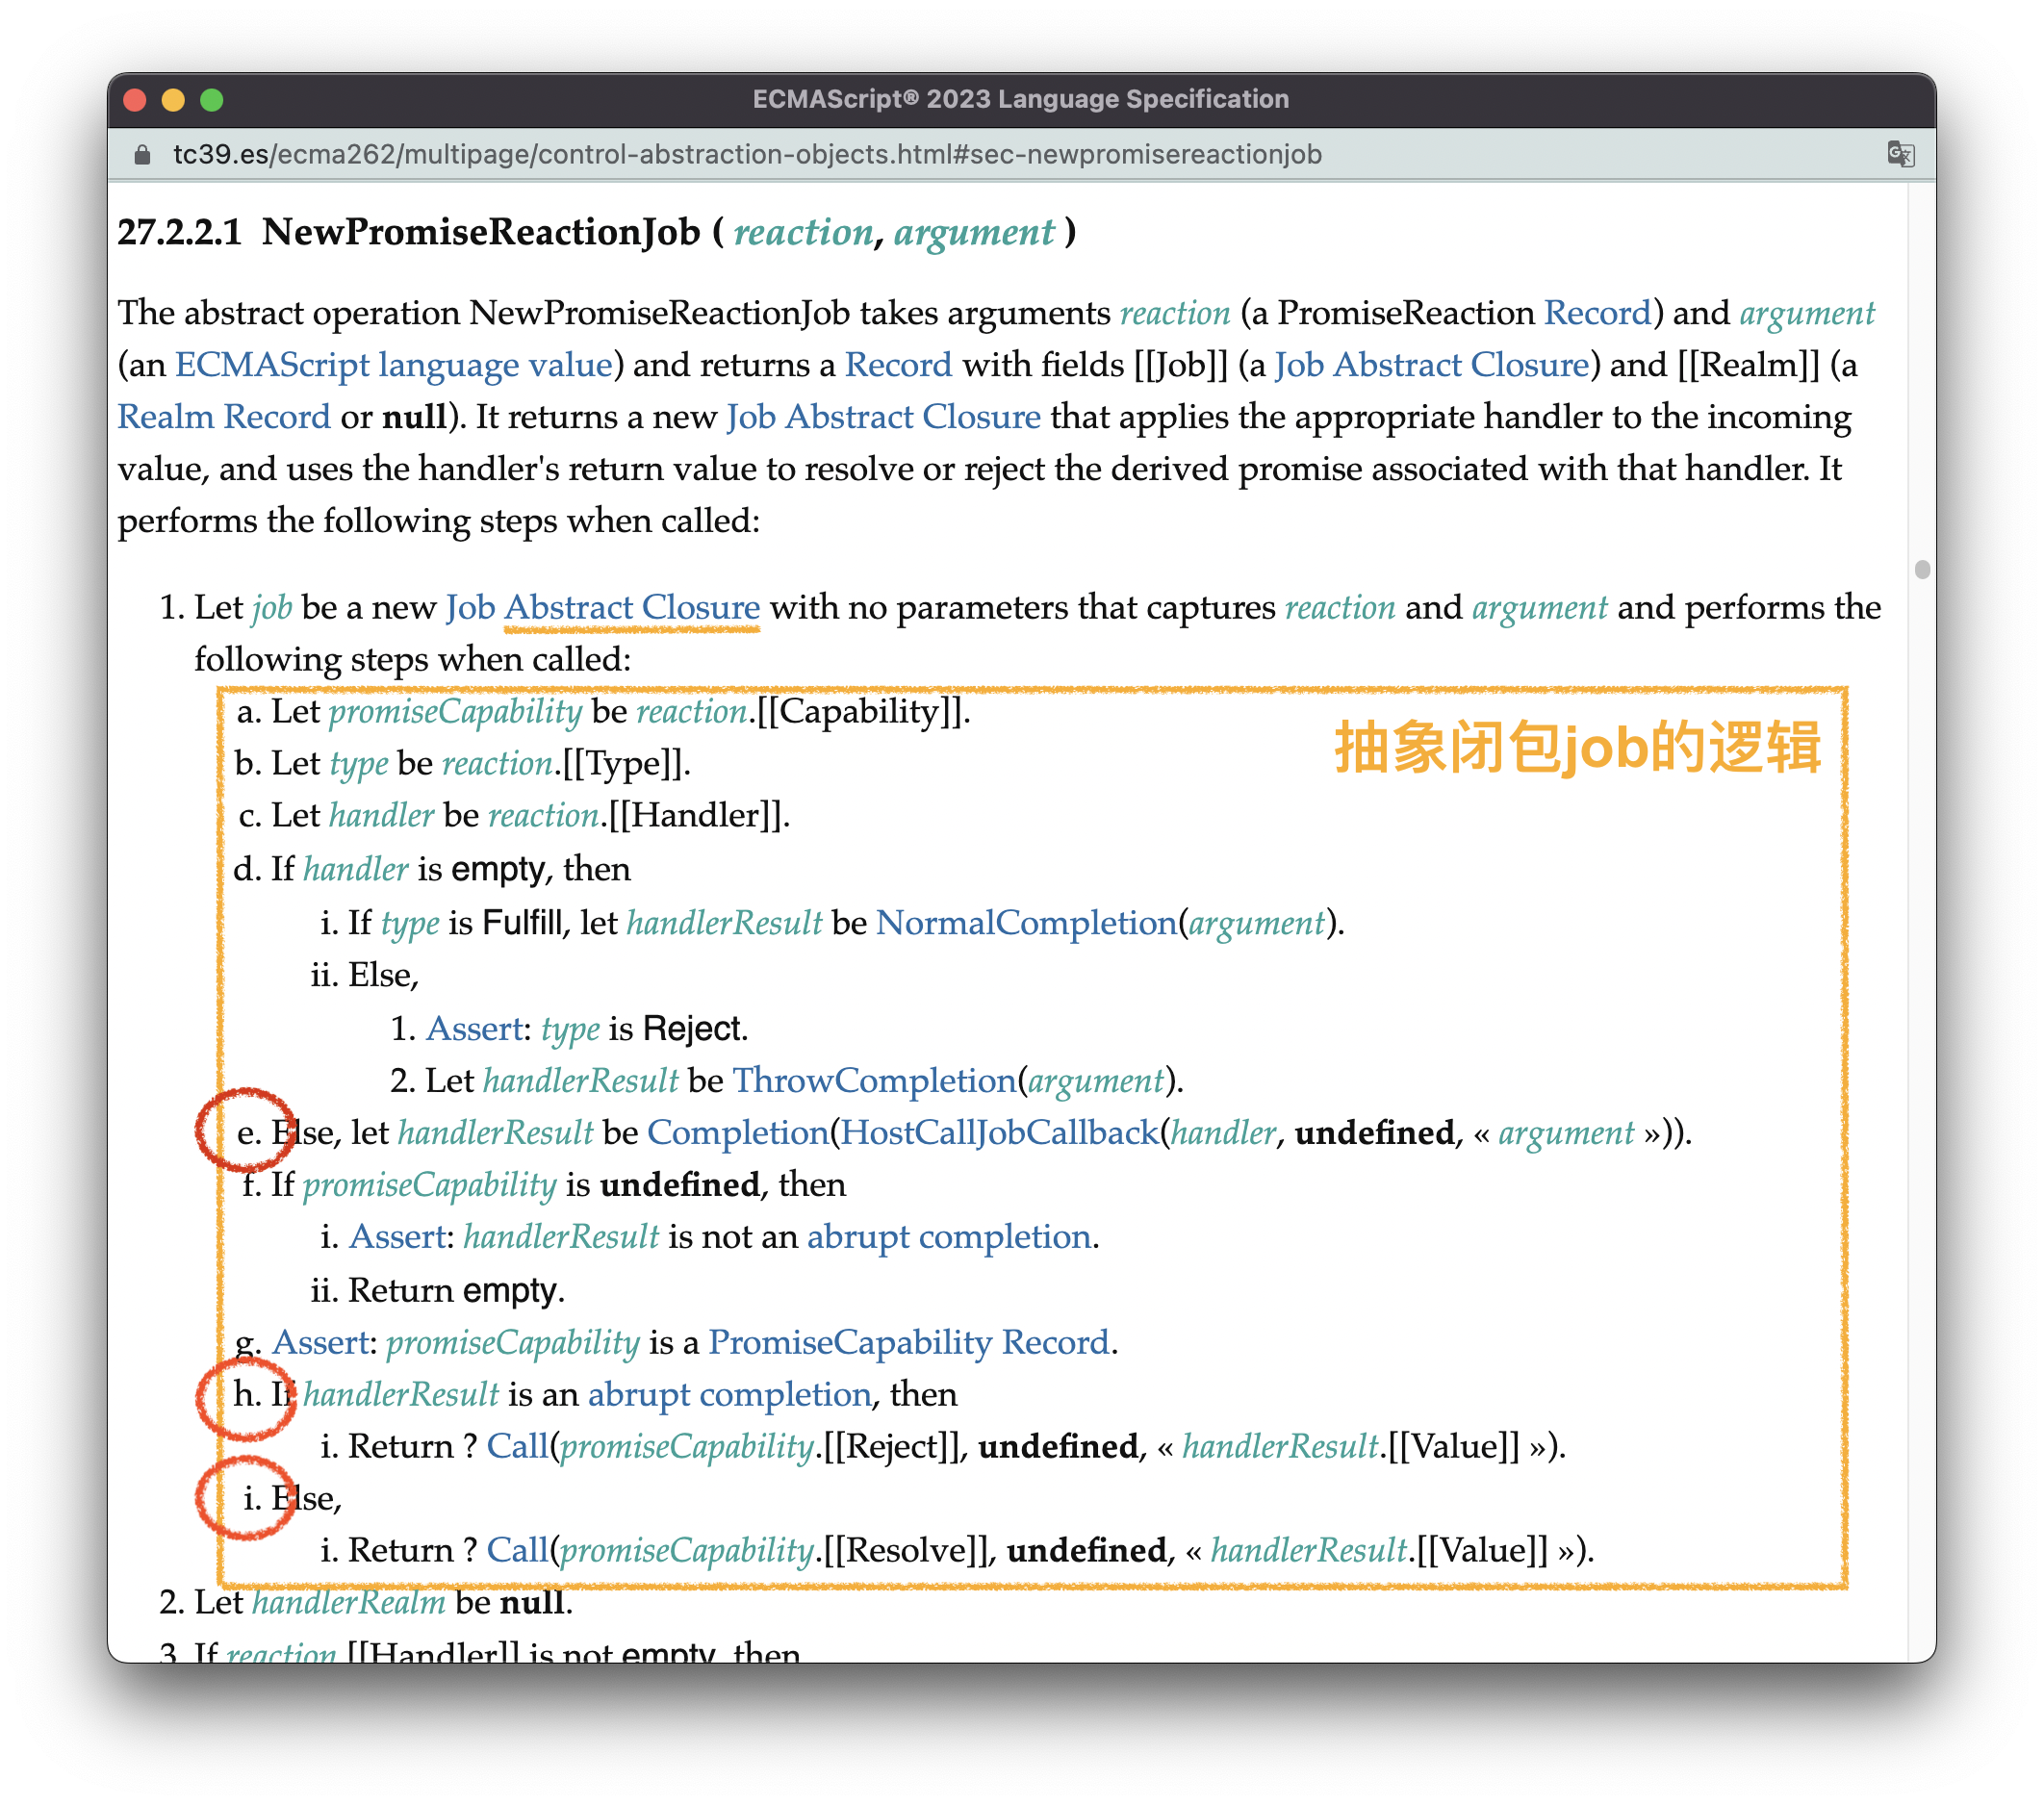 ECMAScript® 2023 Language Specification
tc39.es/ecma262/multipage/control-abstraction-objects.html#sec-newpromisereactionjob
27.2.2.1 NewPromiseReactionJob ( reaction, argument )
The abstract operation NewPromiseReactionJob takes arguments reaction (a PromiseReaction Record) and argument
(an ECMAScript language value) and returns a Record with fields [[Job]] (a Job Abstract Closure) and [[Realm]] (a
Realm Record or null). It returns a new Job Abstract Closure that applies the appropriate handler to the incoming
value, and uses the handler's return value to resolve or reject the derived promise associated with that handler. It
performs the following steps when called:
1. Let job be a new Job Abstract Closure with no parameters that captures reaction and argument and performs the
following steps when called:
a. Let promiseCapability be reaction.[[Capability]].
抽象闭包job的逻辑
b. Let type be reaction.[[Type]].
c. Let handler be reaction.[[Handler]].
d. If handler is empty, then
i. If type is Fulfill, let handlerResult be NormalCompletion(argument).
ii. Else,
1. Assert: type is Reject.
2. Let handlerResult be ThrowCompletion(argument).
e. Else, let handlerResult be Completion(HostCallJobCallback(handler, undefined, « argument »)).
f. If promiseCapability is undefined, then
i. Assert: handlerResult is not an abrupt completion.
ii. Return empty.
g. Assert: promiseCapability is a PromiseCapability Record.
h. If handlerResult is an abrupt completion, then
i. Return ? Call(promiseCapability.[[Reject]], undefined, « handlerResult.[[Value]] »).
i. Else,
i. Return ? Call(promiseCapability.[[Resolve]], undefined, « handlerResult.[[Value]] »).
2. Let handlerRealm be null.
3. If reaction.[[Handler]] is not empty, then